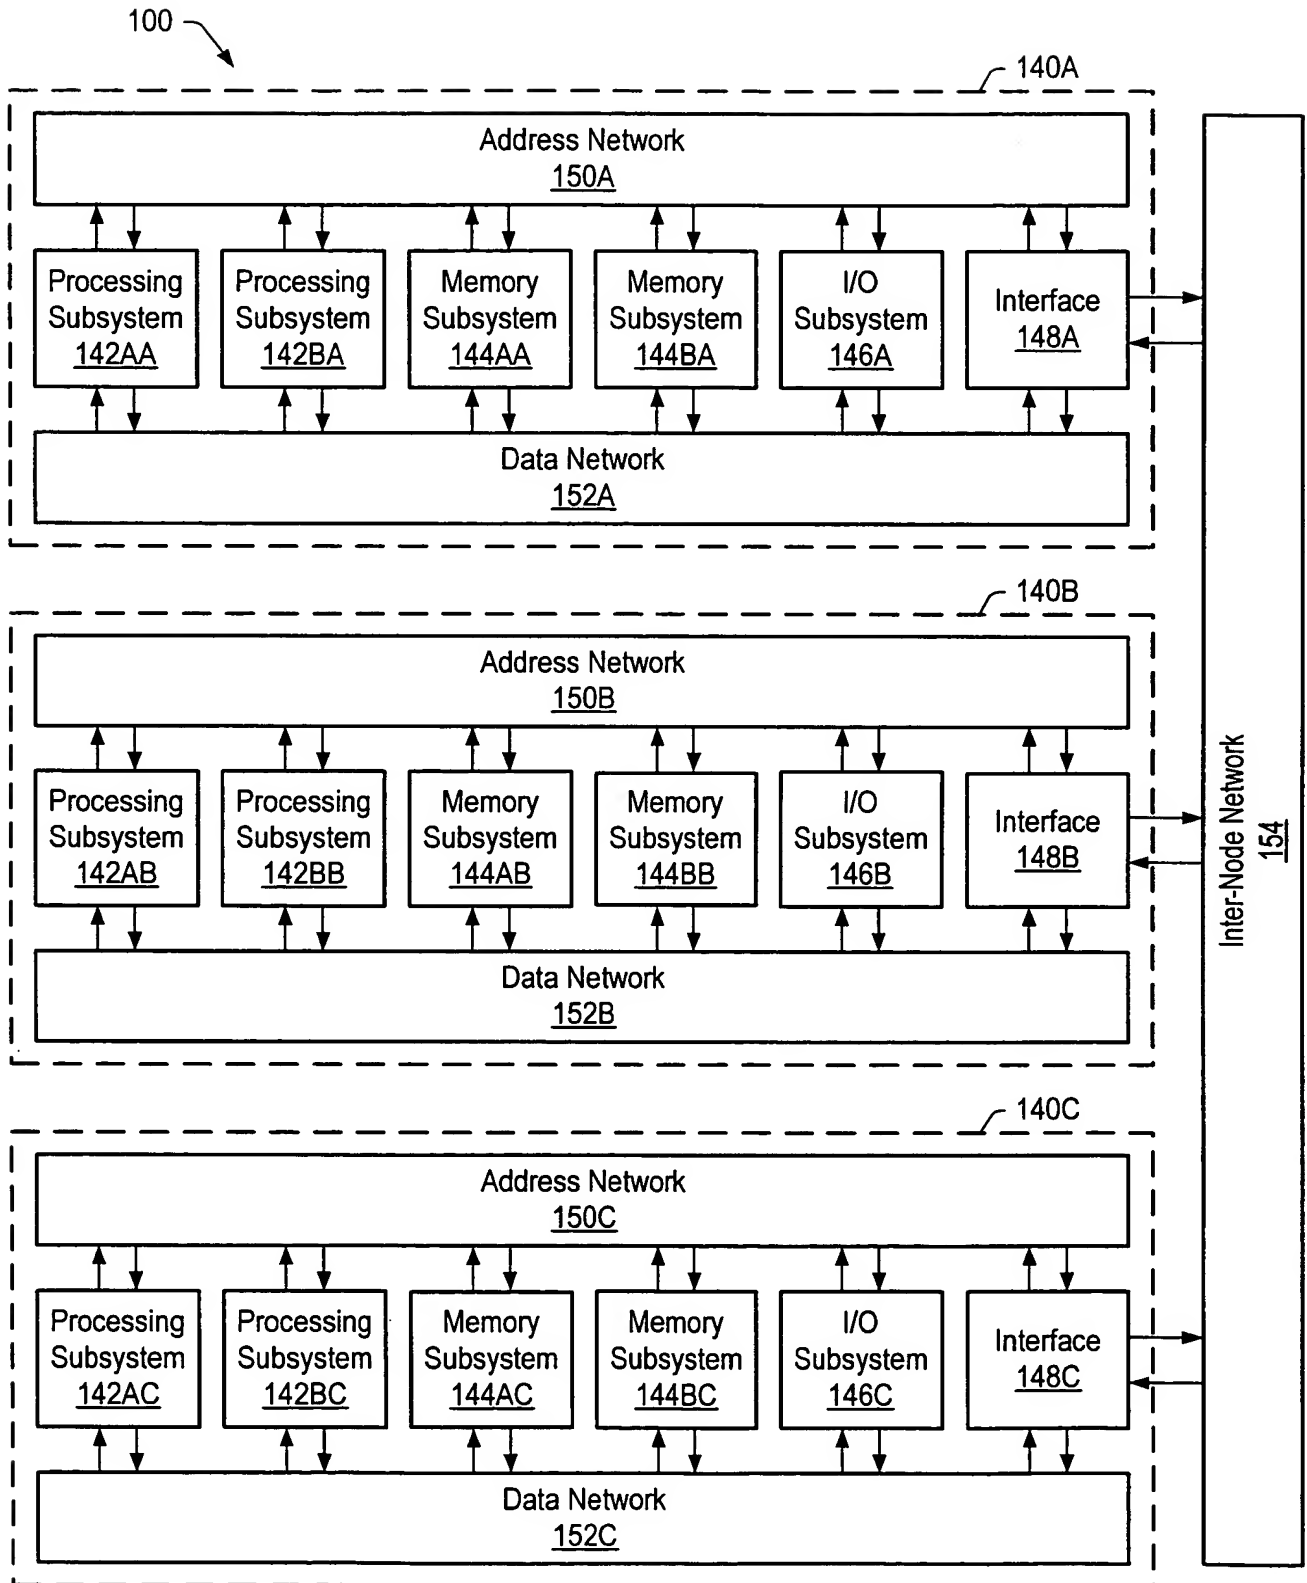 100
140A
Address Network
150A
Processing
Subsystem
142AA
Processing
Subsystem
142BA
Memory
Subsystem
144AA
Memory
Subsystem
144BA
I/O
Subsystem
146A
Interface
148A
Data Network
152A
140B
Address Network
150B
Processing
Subsystem
142AB
Processing
Subsystem
142BB
Memory
Subsystem
144AB
Memory
Subsystem
144BB
I/O
Subsystem
146B
Interface
148B
Data Network
152B
140C
Address Network
150C
Processing
Subsystem
142AC
Processing
Subsystem
142BC
Memory
Subsystem
144AC
Memory
Subsystem
144BC
I/O
Subsystem
146C
Interface
148C
Data Network
152C
Inter-Node Network
154